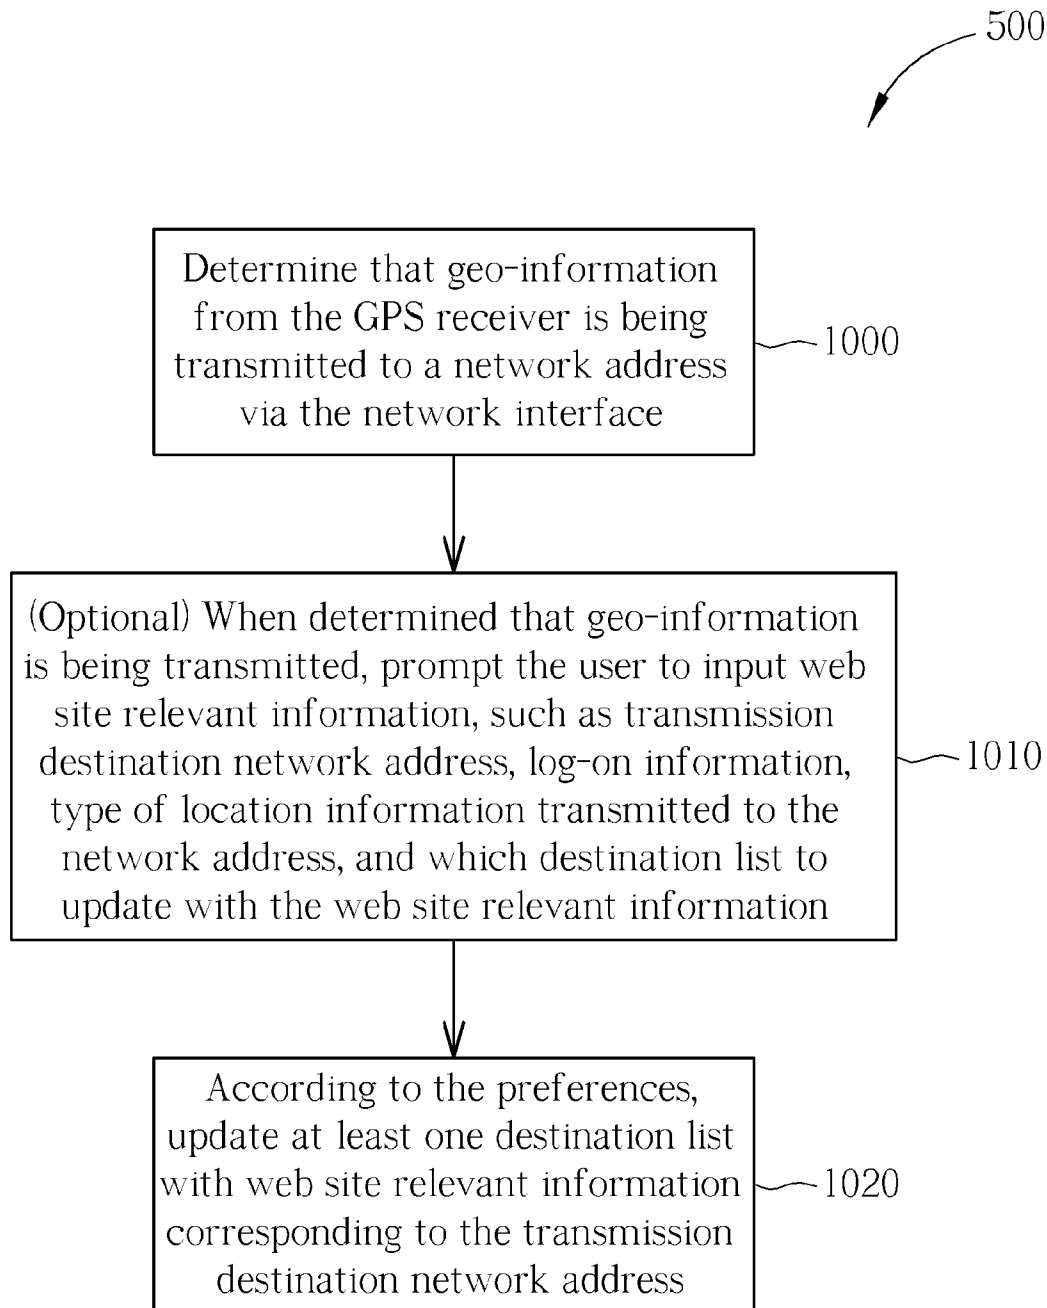 500
Determine that geo-information
from the GPS receiver is being
transmitted to a network address
via the network interface
1000
(Optional) When determined that geo-information
is being transmitted, prompt the user to input web
site relevant information, such as transmission
destination network address, log-on information,
type of location information transmitted to the
network address, and which destination list to
update with the web site relevant information
1010
According to the preferences,
update at least one destination list
with web site relevant information
corresponding to the transmission
destination network address
1020